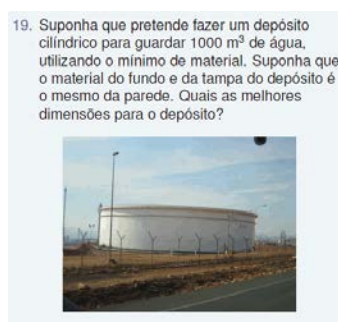 19. Suponha que pretende fazer um depósito
cilíndrico para guardar 1000 m³ de água,
utilizando o mínimo de material. Suponha que
o material do fundo e da tampa do depósito é
o mesmo da parede. Quais as melhores
dimensões para o depósito?